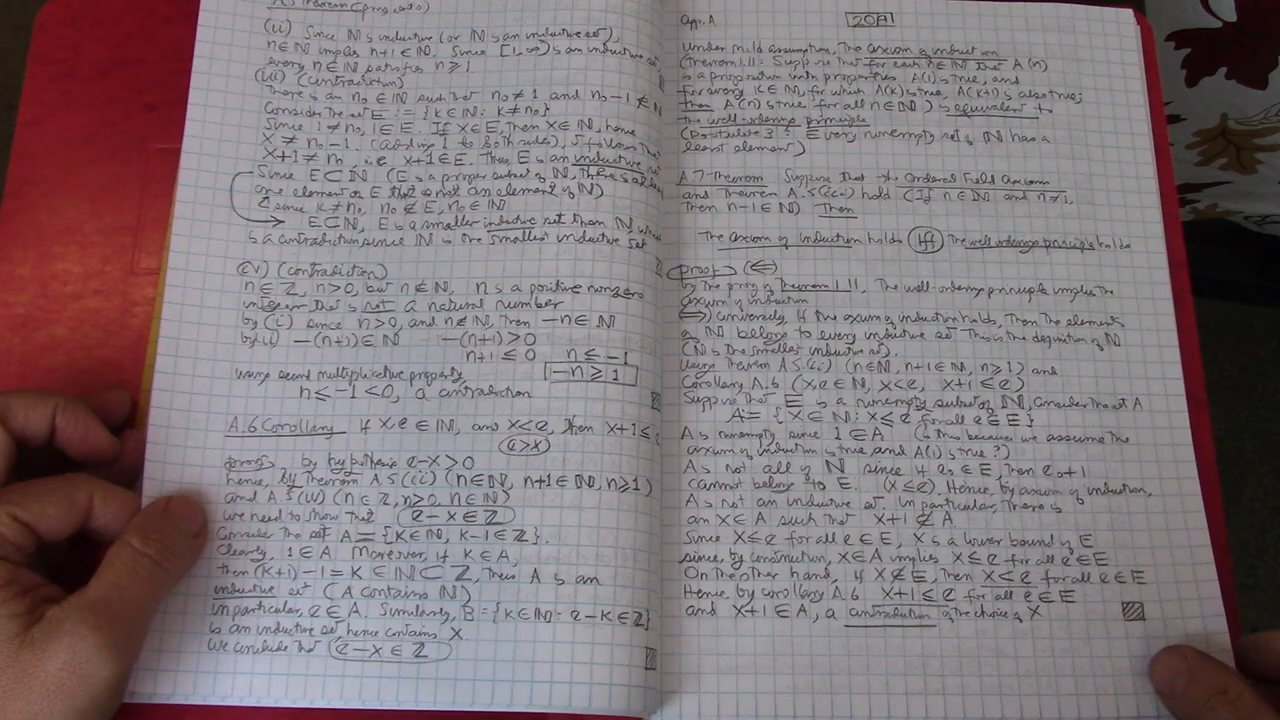 A.5 Theorem (
(ii) Since ℕ is inductive (or ℕ is an inductive set),
n∈ℕ implies n+1∈ℕ. Since [1,∞) is an inductive
every n∈ℕ satisfies n≥1.
(iii) (contradiction)
There is an n₀∈ℕ such that n₀≠1 and n₀-1∉ℕ
Consider the set E := {K∈ℕ: K≠n₀}
Since 1≠n₀, 1∈E. If X∈E, then X∈ℕ, hence
X≠n₀-1. (adding 1 to both sides), it follows that
X+1≠n₀, i.e. X+1∈E. Thus, E is an inductive
Since E⊂ℕ (E is a proper subset of ℕ, there is at least
one element of E that is not an element of ℕ)
since K≠n₀, n₀∉E, n₀∈ℕ
E⊂ℕ, E is a smaller inductive set than ℕ, which
is a contradiction since ℕ is the smallest inductive set
(iv) (contradiction)
n∈ℤ, n>0, but n∉ℕ. n is a positive nonzero
integer that is not a natural number
by (i) since n>0, and n∉ℕ, then -n∈ℕ
by (i) -(n+1)∈ℕ -(n+1)>0
n+1≤0 n≤-1
-n≥1
using second multiplicative property
n≤-1<0, a contradiction
A.6 Corollary If X,e∈ℕ, and X<e, then X+1≤e
(e>X)
proof by hypothesis e-X>0
hence, by Theorem A.5(ii) (n∈ℕ, n+1∈ℕ, n≥1)
and A.5(iv) (n∈ℤ, n>0, n∈ℕ)
we need to show that e-X∈ℤ
Consider the set A := {K∈ℕ, K-1∈ℤ}.
Clearly, 1∈A. Moreover, if K∈A,
then (K+1)-1=K∈ℕ⊂ℤ, Thus A is an
inductive set (A contains ℕ)
in particular, e∈A. Similarly, B={K∈ℕ: e-K∈ℤ}
is an inductive set, hence contains X.
We conclude that e-X∈ℤ
App. A 20A
Under mild assumption, The axiom of induction
(Theorem 1.11: Suppose that for each n∈ℕ that A(n)
is a proposition with properties A(1) is true, and
for every K∈ℕ for which A(K) is true, A(K+1) is also true;
then A(n) is true for all n∈ℕ) is equivalent to
the well-ordering principle
(Postulate 3: Every nonempty set of ℕ has a
least element)
A.7 Theorem Suppose that the Ordered Field axioms
and Theorem A.5(iii) hold (If n∈ℕ and n≠1,
then n-1∈ℕ) Then
The axiom of induction holds iff The well ordering principle holds
proof (⇐)
by the proof of Theorem 1.11, The well-ordering principle implies the
axiom of induction
(⇒) conversely, If the axiom of induction holds, Then the elements
of ℕ belong to every inductive set. This is the definition of ℕ
(ℕ is the smallest inductive set).
Using Theorem A.5(ii) (n∈ℕ, n+1∈ℕ, n≥1) and
Corollary A.6 (X,e∈ℕ, X<e, X+1≤e)
Suppose that E is a nonempty subset of ℕ, Consider the set A
A := {X∈ℕ: X≤e for all e∈E}
A is nonempty since 1∈A (is this because we assume the
axiom of induction is true, and A(1) is true?)
A is not all of ℕ since if e₀∈E, Then e₀+1
cannot belong to E. (X≤e). Hence, by axiom of induction,
A is not an inductive set. In particular, There is
an X∈A such that X+1∉A
Since X≤e for all e∈E, X is a lower bound of E
since, by construction, X∈A implies X≤e for all e∈E.
On the other hand, if X∉E, Then X<e for all e∈E
Hence, by corollary A.6 X+1≤e for all e∈E
and X+1∈A, a contradiction of the choice of X